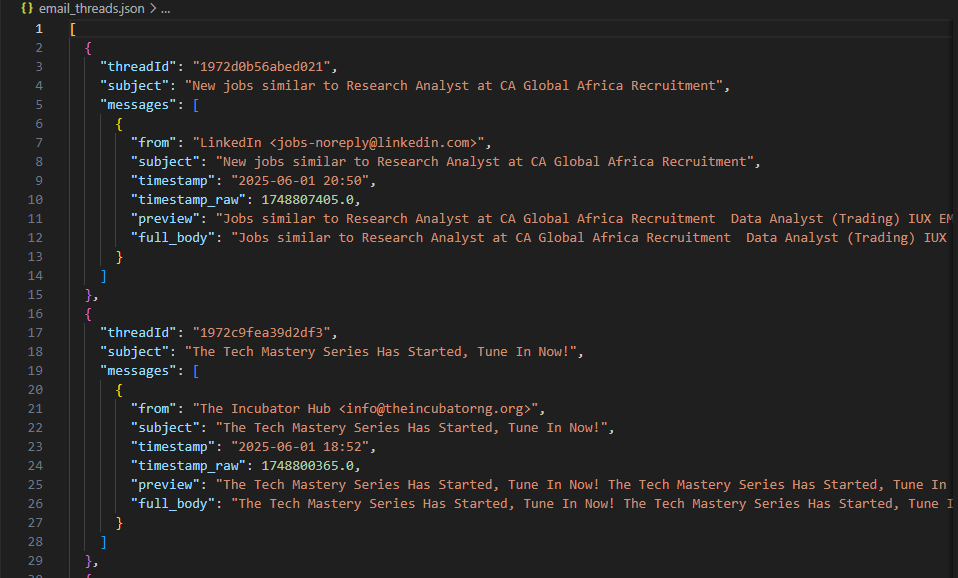 {} email_threads.json > ...
1 [
2 {
3 "threadId": "1972d0b56abed021",
4 "subject": "New jobs similar to Research Analyst at CA Global Africa Recruitment",
5 "messages": [
6 {
7 "from": "LinkedIn <jobs-noreply@linkedin.com>",
8 "subject": "New jobs similar to Research Analyst at CA Global Africa Recruitment",
9 "timestamp": "2025-06-01 20:50",
10 "timestamp_raw": 1748807405.0,
11 "preview": "Jobs similar to Research Analyst at CA Global Africa Recruitment  Data Analyst (Trading) IUX EM
12 "full_body": "Jobs similar to Research Analyst at CA Global Africa Recruitment  Data Analyst (Trading) IUX
13 }
14 ]
15 },
16 {
17 "threadId": "1972c9fea39d2df3",
18 "subject": "The Tech Mastery Series Has Started, Tune In Now!",
19 "messages": [
20 {
21 "from": "The Incubator Hub <info@theincubatorng.org>",
22 "subject": "The Tech Mastery Series Has Started, Tune In Now!",
23 "timestamp": "2025-06-01 18:52",
24 "timestamp_raw": 1748800365.0,
25 "preview": "The Tech Mastery Series Has Started, Tune In Now! The Tech Mastery Series Has Started, Tune In
26 "full_body": "The Tech Mastery Series Has Started, Tune In Now! The Tech Mastery Series Has Started, Tune I
27 }
28 ]
29 },